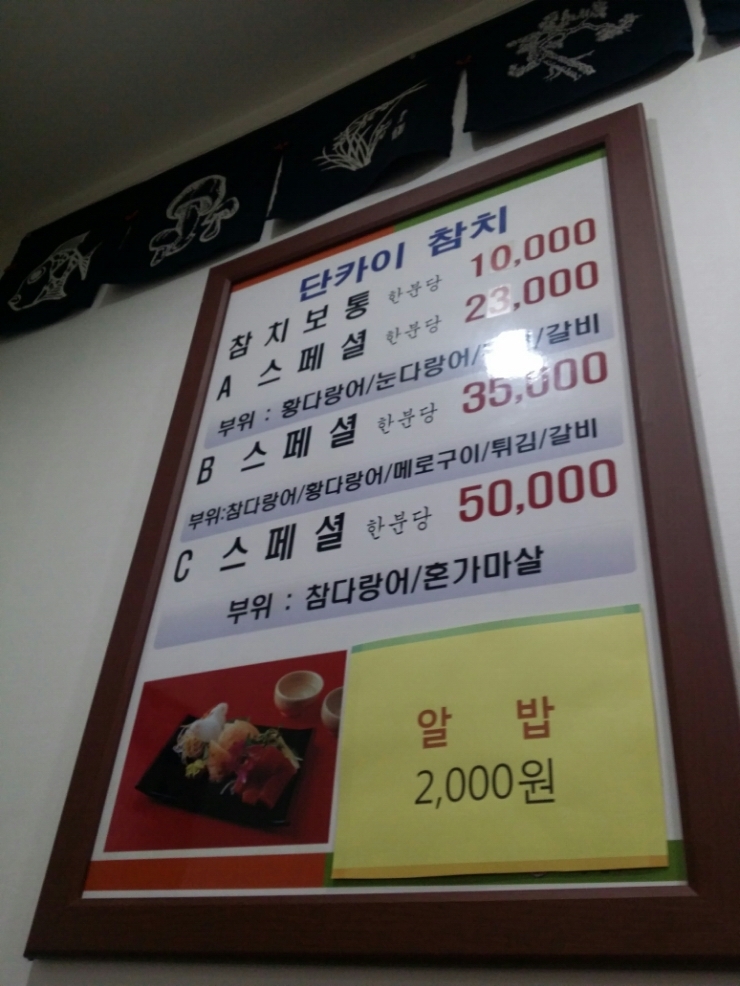 단카이 참치
참치보통 한분당 10,000
A 스페셜 한분당 23,000
부위 : 황다랑어/눈다랑어/ /갈비
B 스페셜 한분당 35,000
부위:참다랑어/황다랑어/메로구이/튀김/갈비
C 스페셜 한분당 50,000
부위 : 참다랑어/혼가마살
알 밥
2,000원